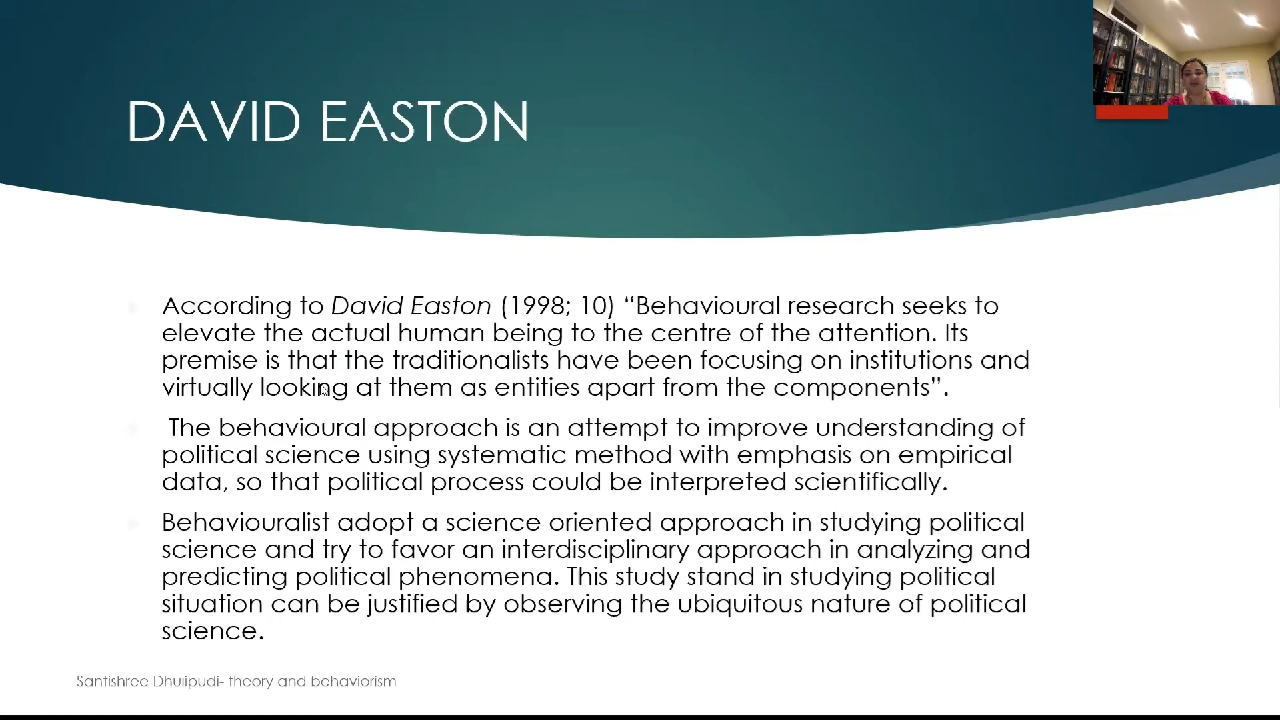 DAVID EASTON
According to David Easton (1998; 10) “Behavioural research seeks to
elevate the actual human being to the centre of the attention. Its
premise is that the traditionalists have been focusing on institutions and
virtually looking at them as entities apart from the components”.
The behavioural approach is an attempt to improve understanding of
political science using systematic method with emphasis on empirical
data, so that political process could be interpreted scientifically.
Behaviouralist adopt a science oriented approach in studying political
science and try to favor an interdisciplinary approach in analyzing and
predicting political phenomena. This study stand in studying political
situation can be justified by observing the ubiquitous nature of political
science.
Santishree Dhulipudi- theory and behaviorism